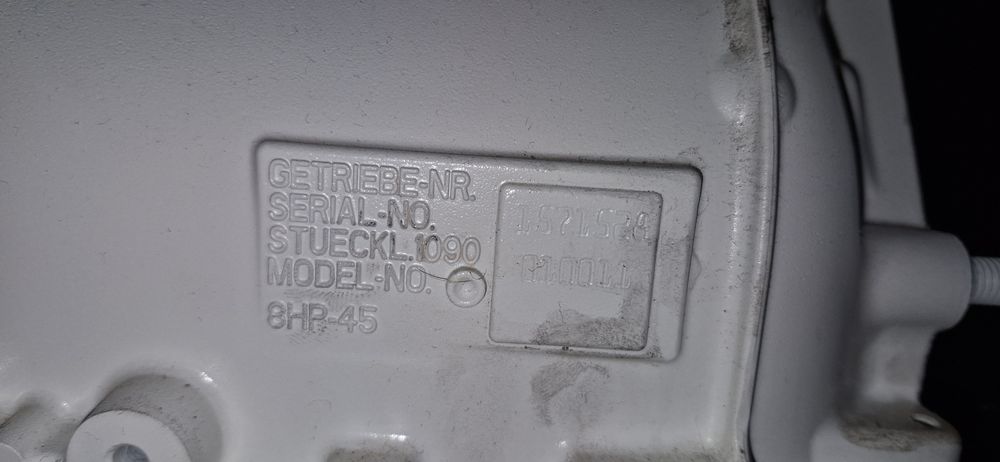 GETRIEBE-NR.
SERIAL-NO.
STUECKL.1090
MODEL-NO.
8HP-45